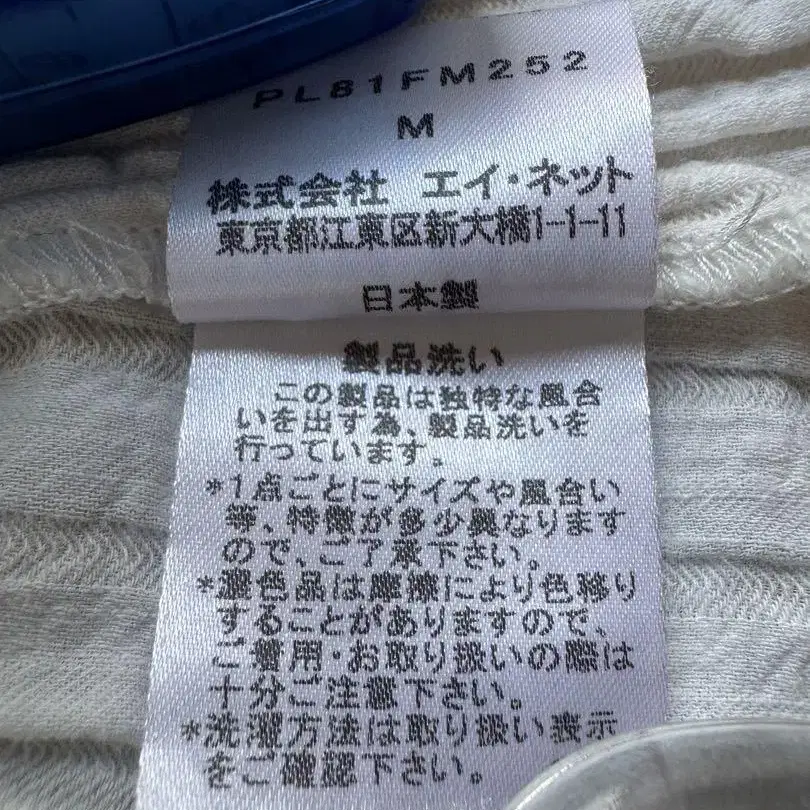 PL81FM252
M
株式会社 エイ・ネット
東京都江東区新大橋1-1-11
日本製
製品洗い
この製品は独特な風合
いを出す為、製品洗いを
行っています。
*1点ごとにサイズや風合い
等、特徴が多少異なります
ので、ご了承下さい。
*濃色品は摩擦により色移り
することがありますので、
ご着用・お取り扱いの際は
十分ご注意下さい。
*洗濯方法は取り扱い表示
をご確認下さい。